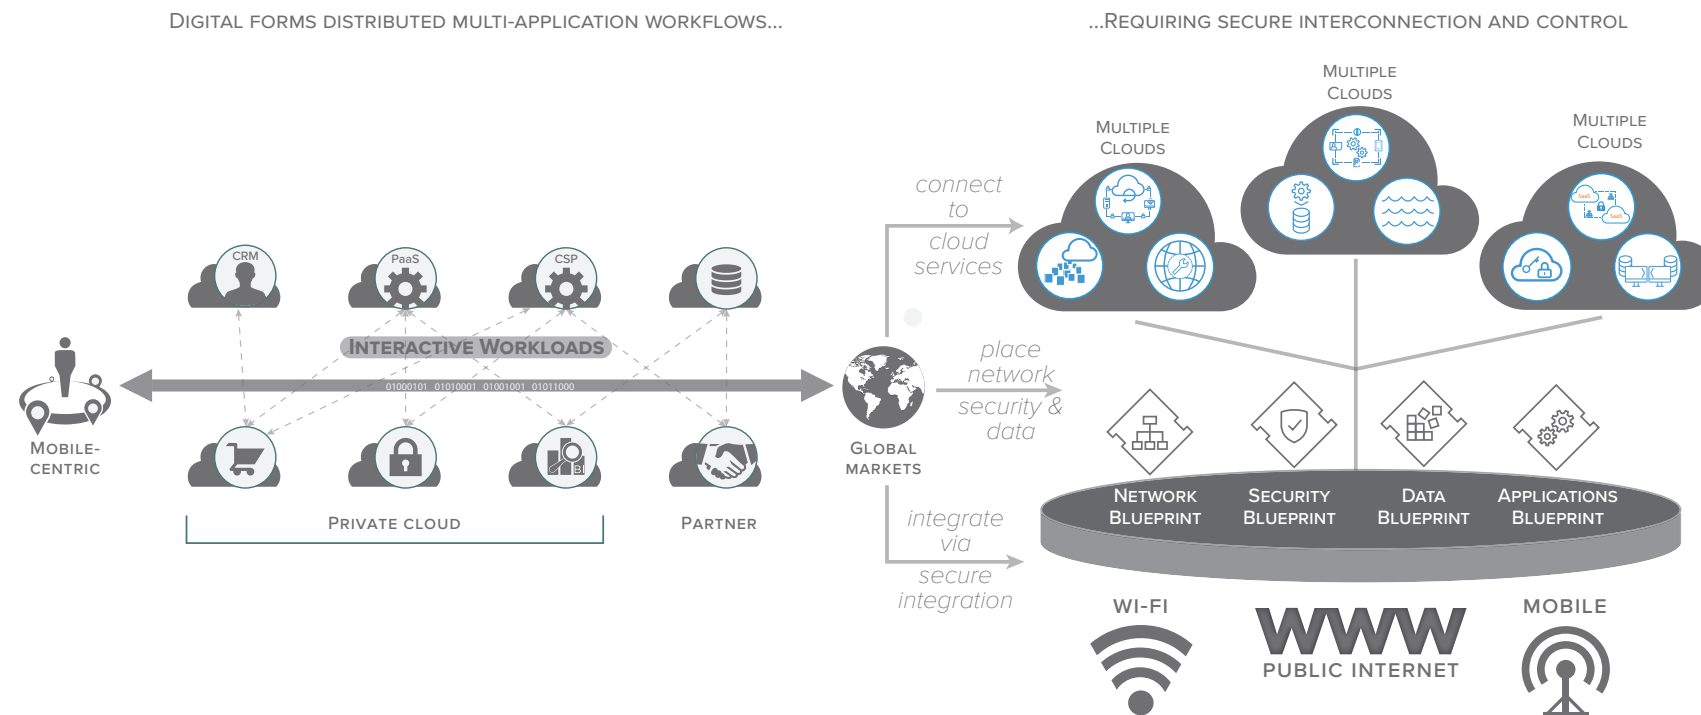 Digital forms distributed multi-application workflows...
...Requiring secure interconnection and control
CRM
PaaS
CSP
Interactive Workloads
01000101 01010001 01001001 01011000
Mobile-
centric
BI
Private cloud
Partner
Global
markets
connect
to
cloud
services
place
network
security &
data
integrate
via
secure
integration
Multiple
Clouds
Multiple
Clouds
Multiple
Clouds
SaaS
SaaS
Network
Blueprint
Security
Blueprint
Data
Blueprint
Applications
Blueprint
WI-FI
WWW
PUBLIC INTERNET
MOBILE